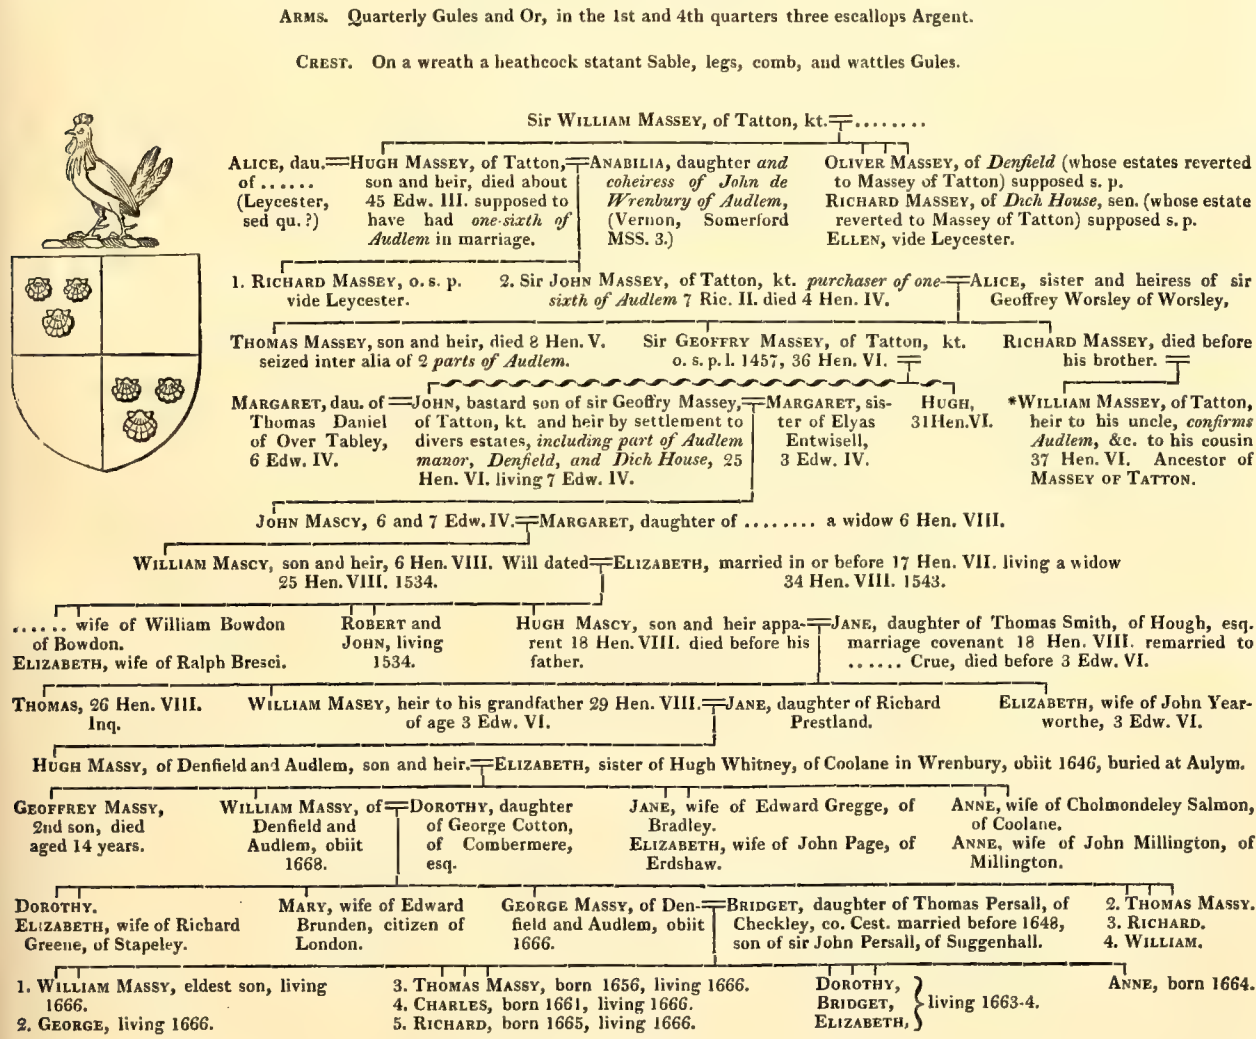 ARMS. Quarterly Gules and Or, in the 1st and 4th quarters three escallops Argent.
CREST. On a wreath a heathcock statant Sable, legs, comb, and wattles Gules.
Sir WILLIAM MASSEY, of Tatton, kt.=........
ALICE, dau.
of ......
(Leycester,
sed qu. ?)
=HUGH MASSEY, of Tatton,
son and heir, died about
45 Edw. III. supposed to
have had one-sixth of
Audlem in marriage.
=ANABILIA, daughter and
coheiress of John de
Wrenbury of Audlem,
(Vernon, Somerford
MSS. 3.)
OLIVER MASSEY, of Denfield (whose estates reverted
to Massey of Tatton) supposed s. p.
RICHARD MASSEY, of Dich House, sen. (whose estate
reverted to Massey of Tatton) supposed s. p.
ELLEN, vide Leycester.
1. RICHARD MASSEY, o. s. p.
vide Leycester.
2. Sir JOHN MASSEY, of Tatton, kt. purchaser of one-
sixth of Audlem 7 Ric. II. died 4 Hen. IV.
=ALICE, sister and heiress of sir
Geoffrey Worsley of Worsley,
THOMAS MASSEY, son and heir, died 8 Hen. V.
seized inter alia of 2 parts of Audlem.
Sir GEOFFRY MASSEY, of Tatton, kt.
o. s. p. l. 1457, 36 Hen. VI. =
RICHARD MASSEY, died before
his brother. =
MARGARET, dau. of
Thomas Daniel
of Over Tabley,
6 Edw. IV.
=JOHN, bastard son of sir Geoffry Massey,
of Tatton, kt. and heir by settlement to
divers estates, including part of Audlem
manor, Denfield, and Dich House, 25
Hen. VI. living 7 Edw. IV.
=MARGARET, sis-
ter of Elyas
Entwisell,
3 Edw. IV.
HUGH,
31 Hen. VI.
*WILLIAM MASSEY, of Tatton,
heir to his uncle, confirms
Audlem, &c. to his cousin
37 Hen. VI. Ancestor of
MASSEY OF TATTON.
JOHN MASCY, 6 and 7 Edw. IV.=MARGARET, daughter of ........ a widow 6 Hen. VIII.
WILLIAM MASCY, son and heir, 6 Hen. VIII. Will dated
25 Hen. VIII. 1534.
=ELIZABETH, married in or before 17 Hen. VII. living a widow
34 Hen. VIII. 1543.
...... wife of William Bowdon
of Bowdon.
ELIZABETH, wife of Ralph Bresci.
ROBERT and
JOHN, living
1534.
HUGH MASCY, son and heir appa-
rent 18 Hen. VIII. died before his
father.
=JANE, daughter of Thomas Smith, of Hough, esq.
marriage covenant 18 Hen. VIII. remarried to
...... Crue, died before 3 Edw. VI.
THOMAS, 26 Hen. VIII.
Inq.
WILLIAM MASEY, heir to his grandfather 29 Hen. VIII.
of age 3 Edw. VI.
=JANE, daughter of Richard
Prestland.
ELIZABETH, wife of John Year-
worthe, 3 Edw. VI.
HUGH MASSY, of Denfield and Audlem, son and heir.=ELIZABETH, sister of Hugh Whitney, of Coolane in Wrenbury, obiit 1646, buried at Aulym.
GEOFFREY MASSY,
2nd son, died
aged 14 years.
WILLIAM MASSY, of
Denfield and
Audlem, obiit
1668.
=DOROTHY, daughter
of George Cotton,
of Combermere,
esq.
JANE, wife of Edward Gregge, of
Bradley.
ELIZABETH, wife of John Page, of
Erdshaw.
ANNE, wife of Cholmondeley Salmon,
of Coolane.
ANNE, wife of John Millington, of
Millington.
DOROTHY.
ELIZABETH, wife of Richard
Greene, of Stapeley.
MARY, wife of Edward
Brunden, citizen of
London.
GEORGE MASSY, of Den-
field and Audlem, obiit
1666.
=BRIDGET, daughter of Thomas Persall, of
Checkley, co. Cest. married before 1648,
son of sir John Persall, of Suggenhall.
2. THOMAS MASSY.
3. RICHARD.
4. WILLIAM.
1. WILLIAM MASSY, eldest son, living
1666.
2. GEORGE, living 1666.
3. THOMAS MASSY, born 1656, living 1666.
4. CHARLES, born 1661, living 1666.
5. RICHARD, born 1665, living 1666.
DOROTHY,
BRIDGET, } living 1663-4.
ELIZABETH,
ANNE, born 1664.